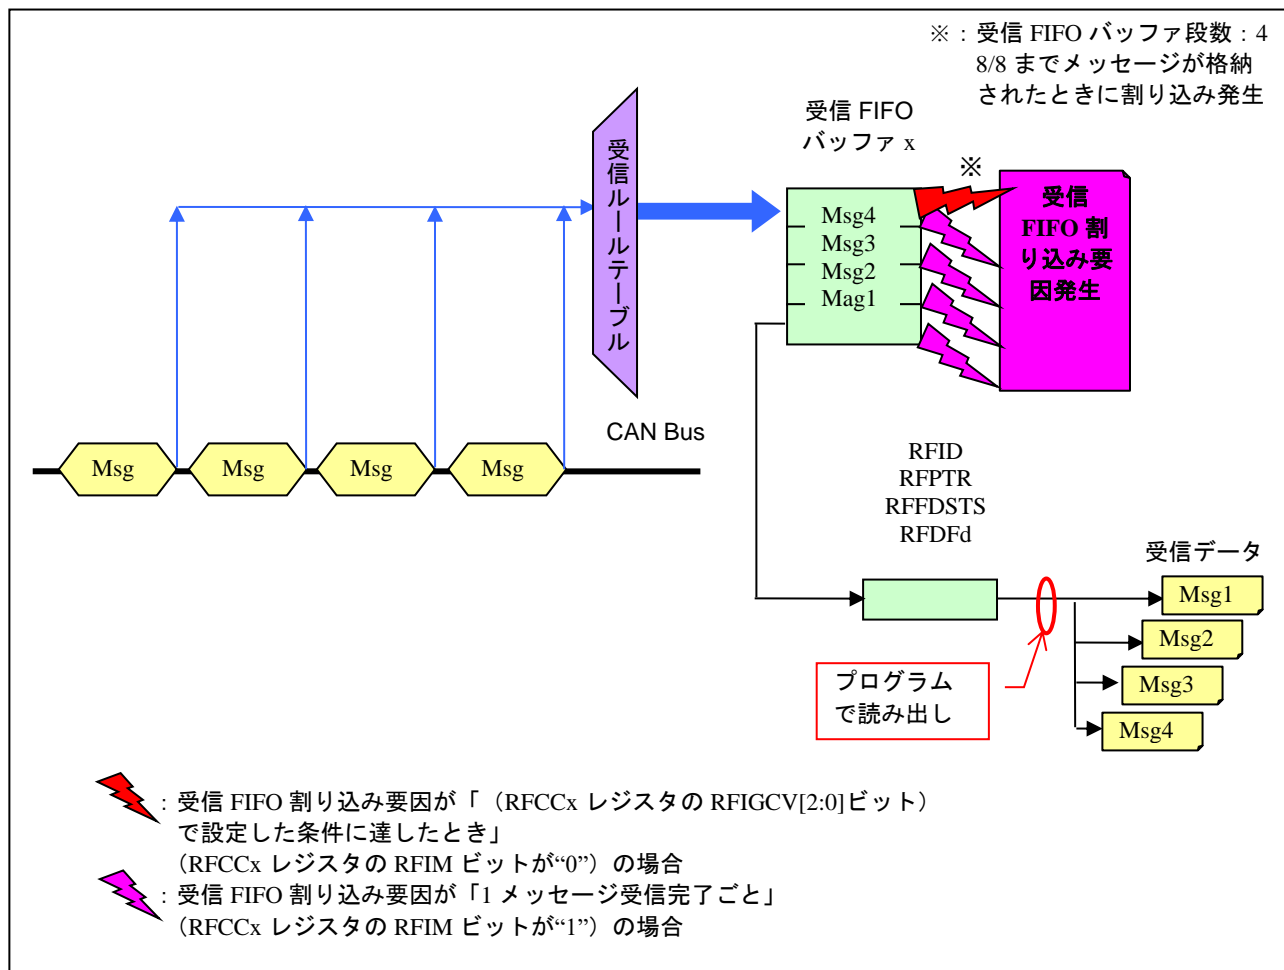 ※：受信 FIFO バッファ段数：4
8/8 までメッセージが格納
されたときに割り込み発生
受信 FIFO
バッファ x
受信ルールテーブル
※
Msg4
Msg3
Msg2
Mag1
受信
FIFO 割
り込み要
因発生
CAN Bus
Msg
Msg
Msg
Msg
RFID
RFPTR
RFFDSTS
RFDFd
受信データ
Msg1
Msg2
Msg3
Msg4
プログラム
で読み出し
：受信 FIFO 割り込み要因が「（RFCCx レジスタの RFIGCV[2:0]ビット）
で設定した条件に達したとき」
（RFCCx レジスタの RFIM ビットが“0”）の場合
：受信 FIFO 割り込み要因が「1 メッセージ受信完了ごと」
（RFCCx レジスタの RFIM ビットが“1”）の場合